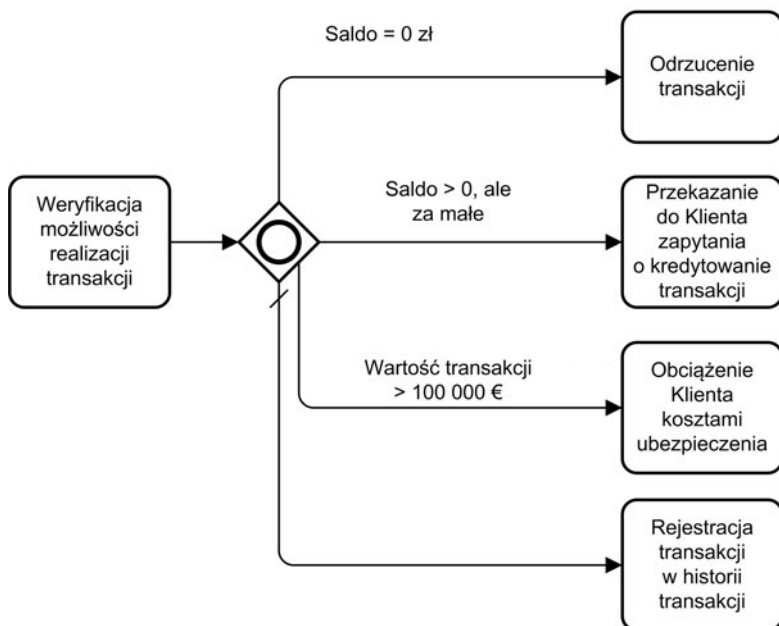 Saldo = 0 zł
Odrzucenie
transakcji
Weryfikacja
możliwości
realizacji
transakcji
Saldo > 0, ale
za małe
Przekazanie
do Klienta
zapytania
o kredytowanie
transakcji
Wartość transakcji
> 100 000 €
Obciążenie
Klienta
kosztami
ubezpieczenia
Rejestracja
transakcji
w historii
transakcji